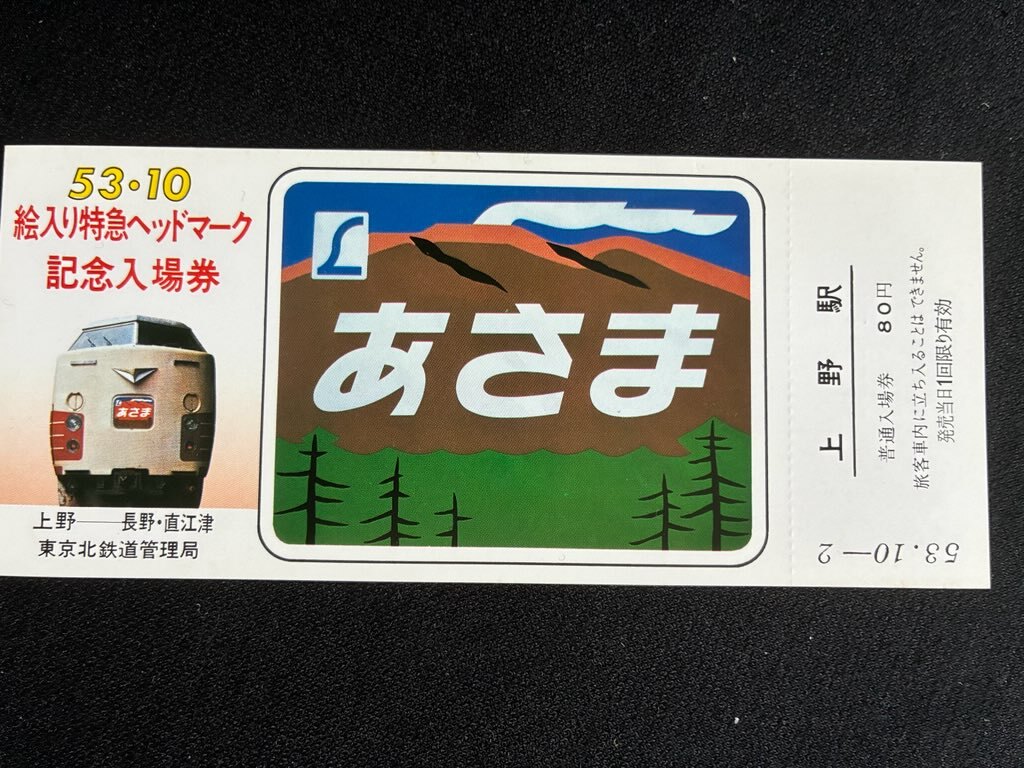 53・10
絵入り特急ヘッドマーク
記念入場券
あさま
上野──長野・直江津
東京北鉄道管理局
あさま
上野駅
普通入場券 80円
旅客車内に立ち入ることはできません。
発売当日1回限り有効
53.10―2